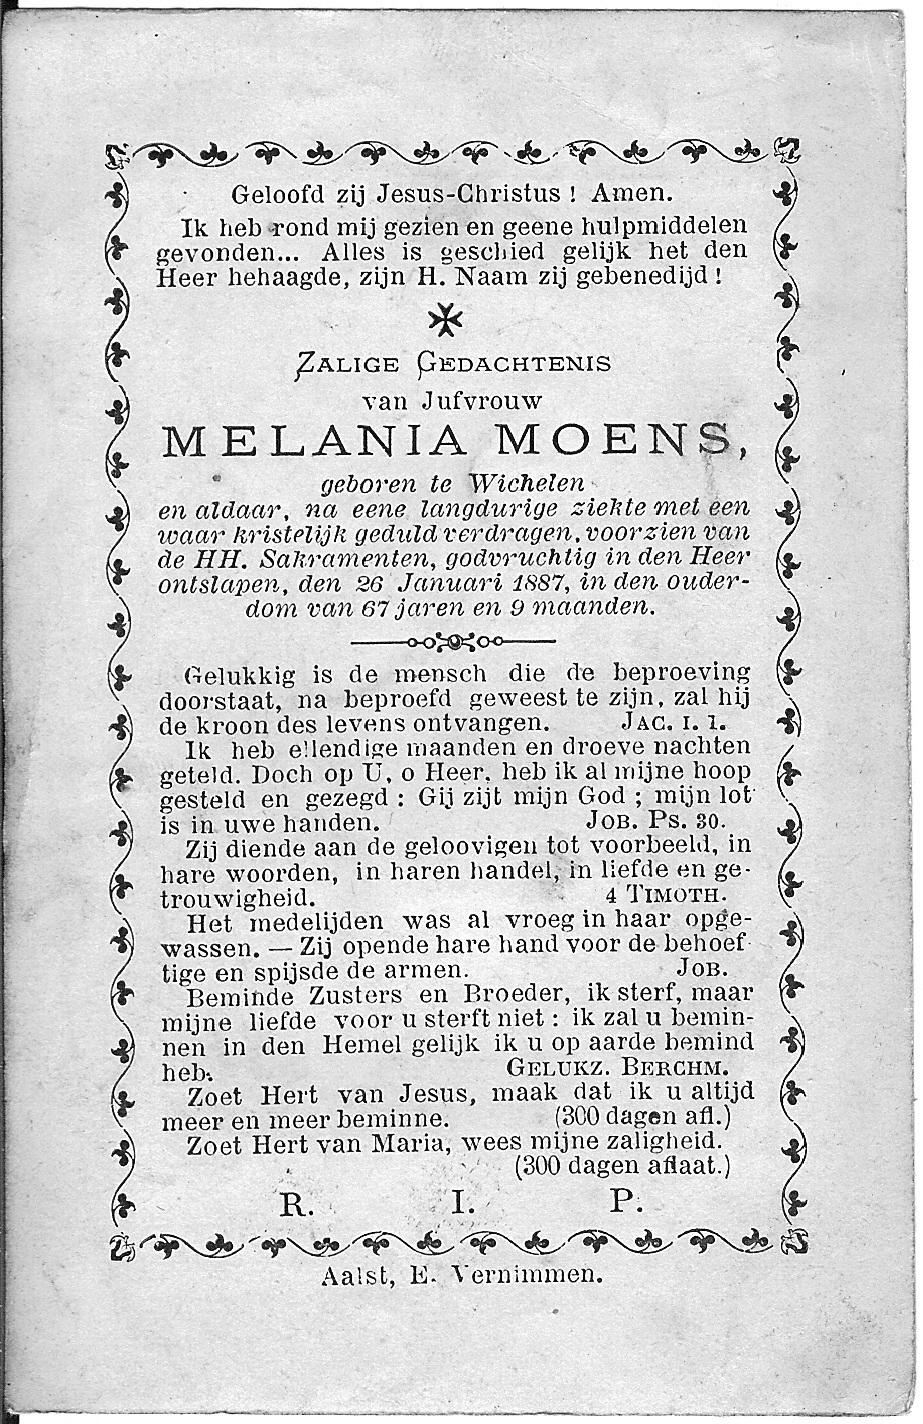 Geloofd zij Jesus-Christus ! Amen.
Ik heb rond mij gezien en geene hulpmiddelen
gevonden... Alles is geschied gelijk het den
Heer hehaagde, zijn H. Naam zij gebenedijd !
ZALIGE GEDACHTENIS
van Jufvrouw
MELANIA MOENS,
geboren te Wichelen
en aldaar, na eene langdurige ziekte met een
waar kristelijk geduld verdragen, voorzien van
de HH. Sakramenten, godvruchtig in den Heer
ontslapen, den 26 Januari 1887, in den ouder-
dom van 67 jaren en 9 maanden.
Gelukkig is de mensch die de beproeving
doorstaat, na beproefd geweest te zijn, zal hij
de kroon des levens ontvangen. JAC. I. 1.
Ik heb ellendige maanden en droeve nachten
geteld. Doch op U, o Heer, heb ik al mijne hoop
gesteld en gezegd : Gij zijt mijn God ; mijn lot
is in uwe handen. JOB. PS. 30.
Zij diende aan de geloovigen tot voorbeeld, in
hare woorden, in haren handel, in liefde en ge-
trouwigheid. 4 TIMOTH.
Het medelijden was al vroeg in haar opge-
wassen. — Zij opende hare hand voor de behoef-
tige en spijsde de armen. JOB.
Beminde Zusters en Broeder, ik sterf, maar
mijne liefde voor u sterft niet : ik zal u bemin-
nen in den Hemel gelijk ik u op aarde bemind
heb. GELUKZ. BERCHM.
Zoet Hert van Jesus, maak dat ik u altijd
meer en meer beminne. (300 dagen afl.)
Zoet Hert van Maria, wees mijne zaligheid.
(300 dagen aflaat.)
R. I. P.
Aalst, E. Vernimmen.